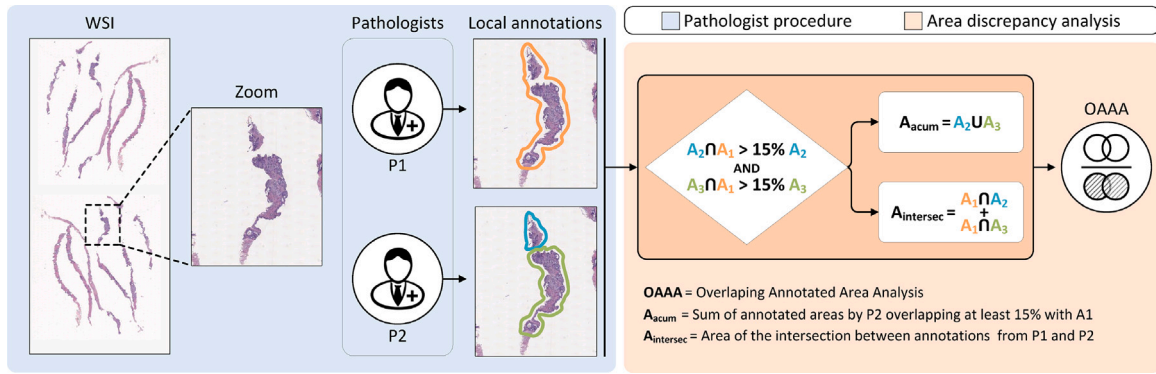 WSI
Zoom
Pathologists
Local annotations
P1
P2
Pathologist procedure
Area discrepancy analysis
A₂∩A₁ > 15% A₂
AND
A₃∩A₁ > 15% A₃
Aacum = A₂UA₃
Aintersec = A₁∩A₂
+
A₁∩A₃
OAAA
OAAA = Overlaping Annotated Area Analysis
Aacum = Sum of annotated areas by P2 overlapping at least 15% with A1
Aintersec = Area of the intersection between annotations from P1 and P2